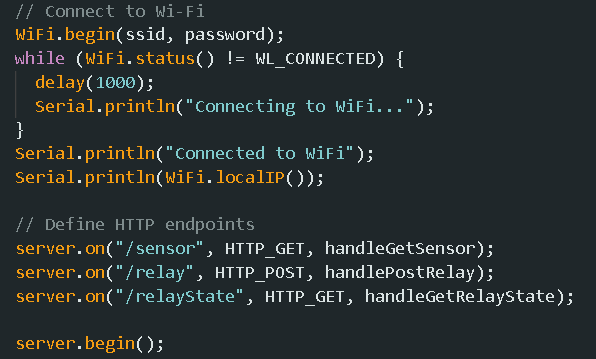 // Connect to Wi-Fi
WiFi.begin(ssid, password);
while (WiFi.status() != WL_CONNECTED) {
  delay(1000);
  Serial.println("Connecting to WiFi...");
}
Serial.println("Connected to WiFi");
Serial.println(WiFi.localIP());

// Define HTTP endpoints
server.on("/sensor", HTTP_GET, handleGetSensor);
server.on("/relay", HTTP_POST, handlePostRelay);
server.on("/relayState", HTTP_GET, handleGetRelayState);

server.begin();